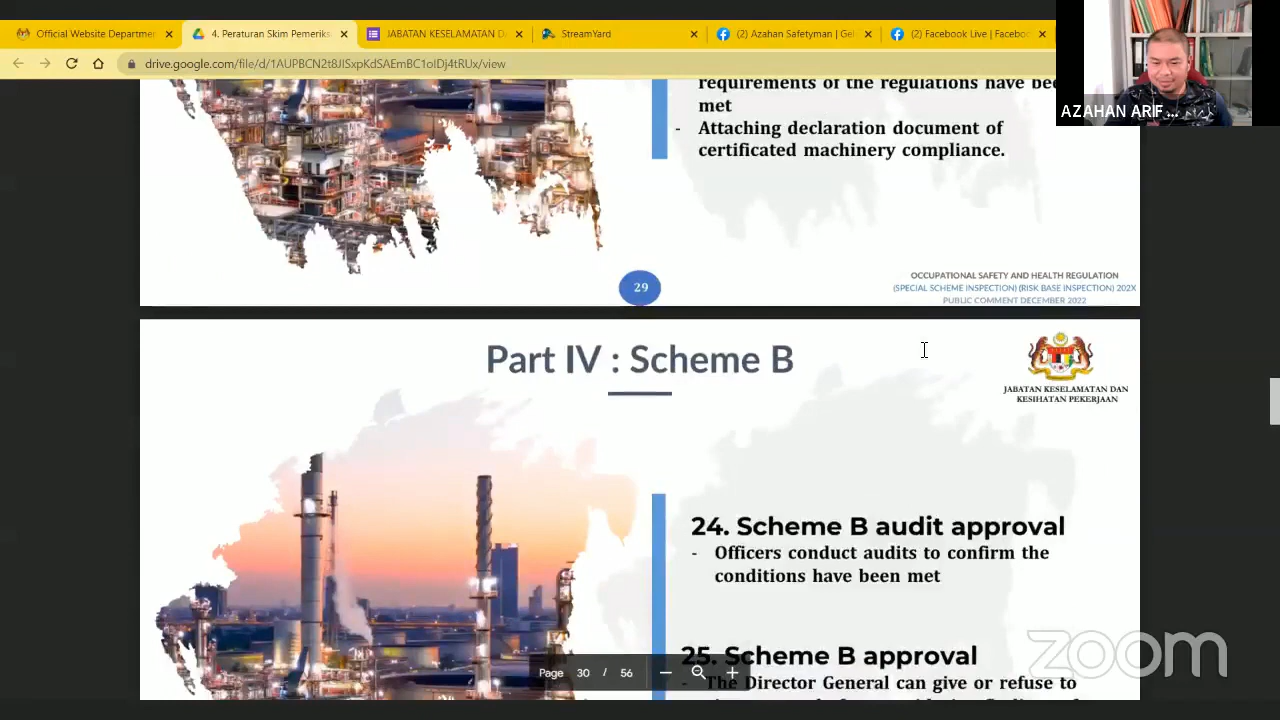 Official Website Departme
4. Peraturan Skim Pemeriks
JABATAN KESELAMATAN D
StreamYard
(2) Azahan Safetyman | Gel
(2) Facebook Live | Faceboo
drive.google.com/file/d/1AUPBCN2t8JISxpKdSAEmBC1oIDj4tRUx/view
AZAHAN ARIF ...
requirements of the regulations have been
met
- Attaching declaration document of
certificated machinery compliance.
29
OCCUPATIONAL SAFETY AND HEALTH REGULATION
(SPECIAL SCHEME INSPECTION) (RISK BASE INSPECTION) 202X
PUBLIC COMMENT DECEMBER 2022
Part IV : Scheme B
JABATAN KESELAMATAN DAN
KESIHATAN PEKERJAAN
24. Scheme B audit approval
- Officers conduct audits to confirm the
conditions have been met
25. Scheme B approval
- The Director General can give or refuse to
Page 30 / 56
zoom